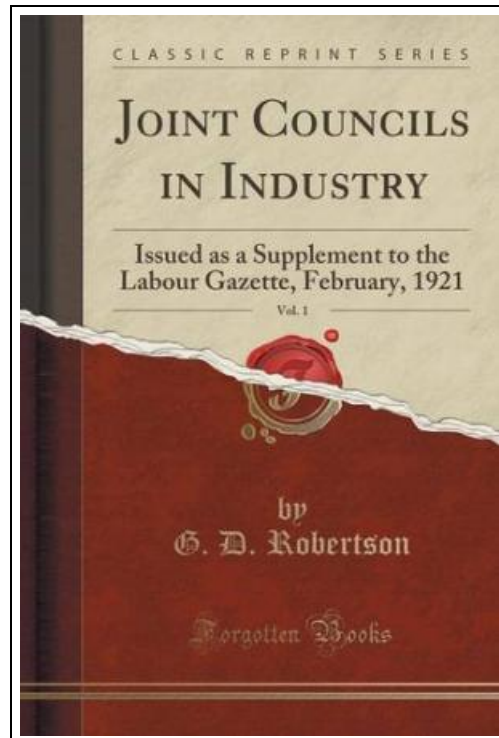 CLASSIC REPRINT SERIES
JOINT COUNCILS
IN INDUSTRY
Issued as a Supplement to the
Labour Gazette, February, 1921
Vol. 1
by
G. D. Robertson
Forgotten Books